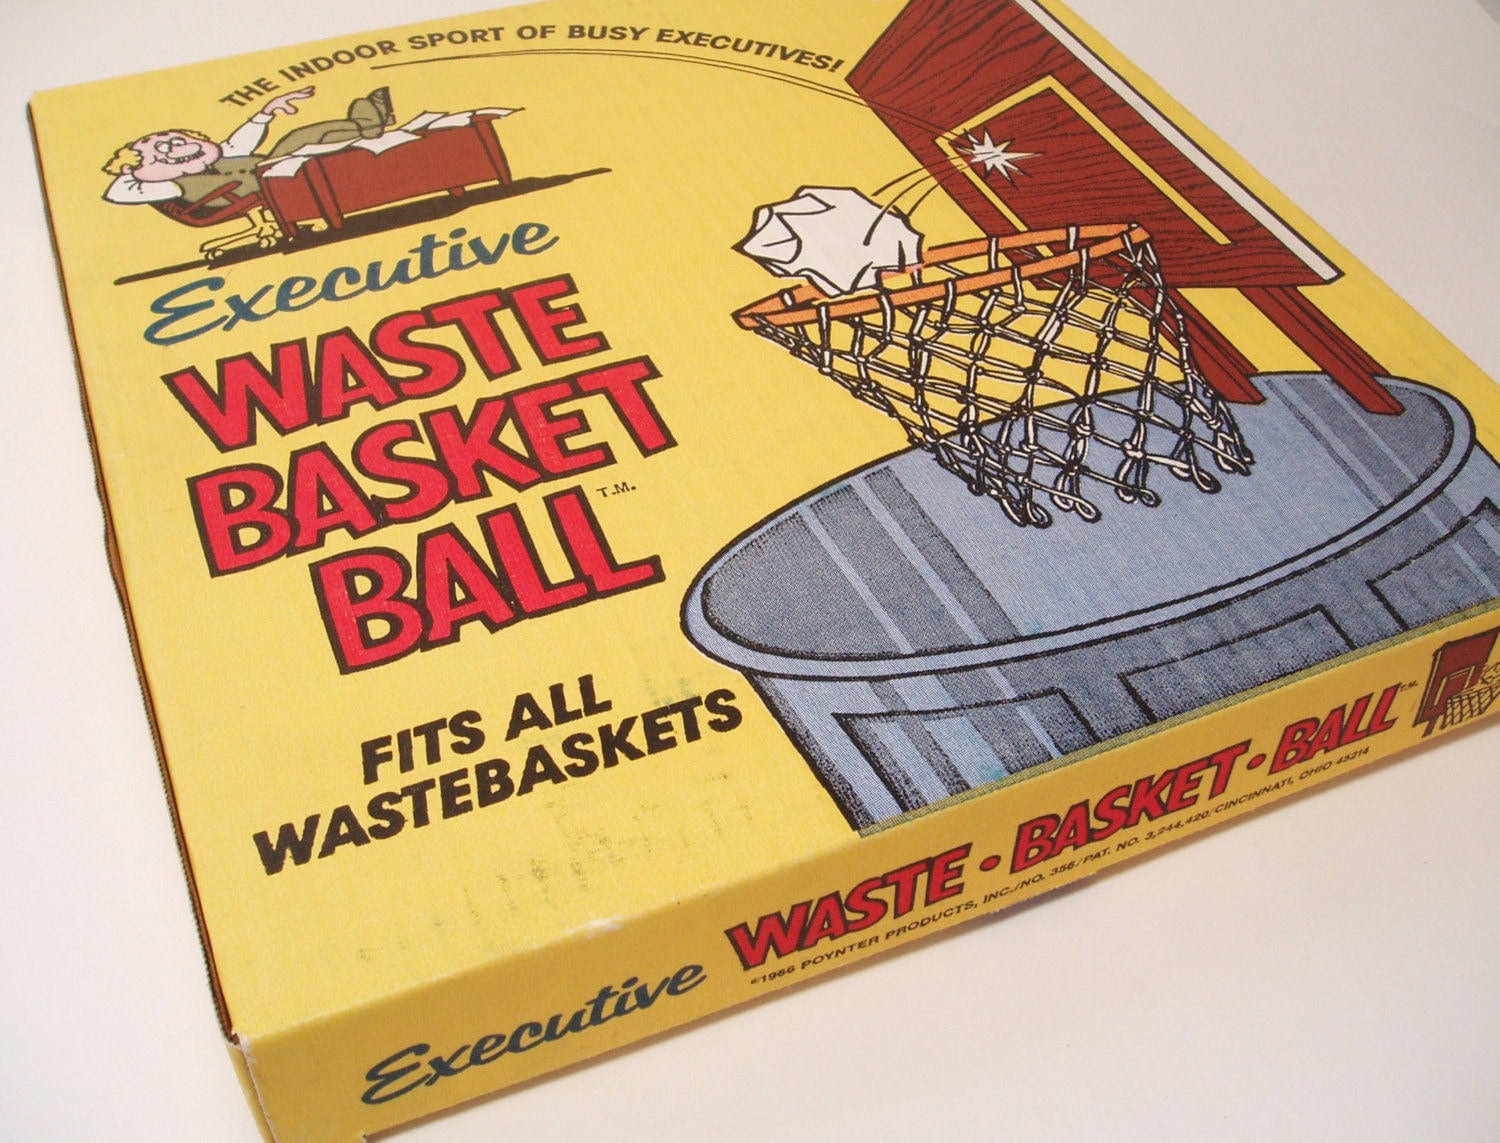 THE INDOOR SPORT OF BUSY EXECUTIVES!
Executive
WASTE
BASKET
BALL T.M.
FITS ALL
WASTEBASKETS
Executive WASTE • BASKET • BALL T.M.
©1966 POYNTER PRODUCTS, INC./NO. 356/PAT. NO. 3,244,420/CINCINNATI, OHIO 45214